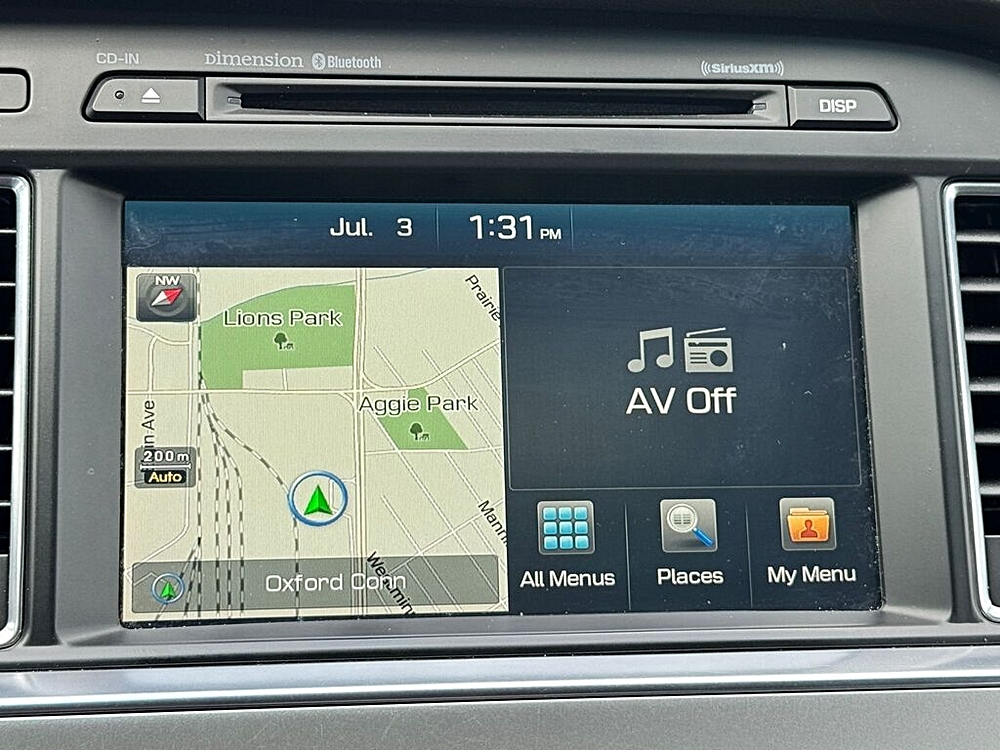 CD-IN
Dimension Bluetooth
((SiriusXM))
DISP
Jul. 3
1:31 PM
NW
Lions Park
Prairie
Aggie Park
in Ave
200m
Auto
AV Off
Oxford Conn
All Menus
Places
My Menu